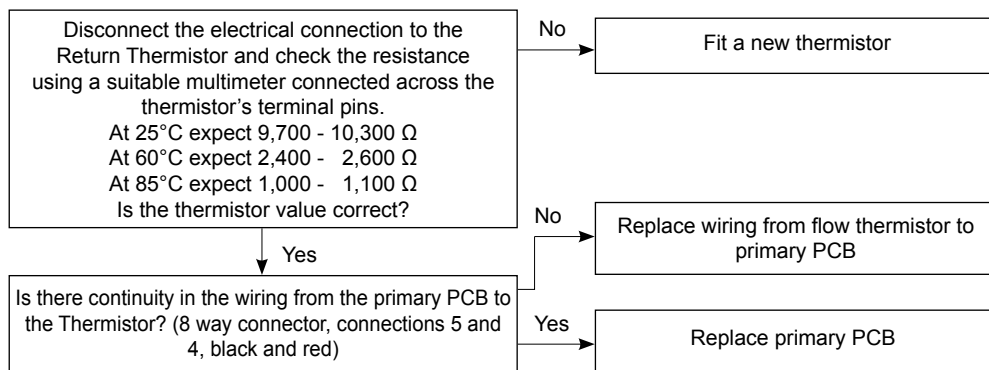 Disconnect the electrical connection to the
Return Thermistor and check the resistance
using a suitable multimeter connected across the
thermistor's terminal pins.
At 25°C expect 9,700 - 10,300 Ω
At 60°C expect 2,400 - 2,600 Ω
At 85°C expect 1,000 - 1,100 Ω
Is the thermistor value correct?
No
Fit a new thermistor
Yes
Is there continuity in the wiring from the primary PCB to
the Thermistor? (8 way connector, connections 5 and
4, black and red)
No
Replace wiring from flow thermistor to
primary PCB
Yes
Replace primary PCB